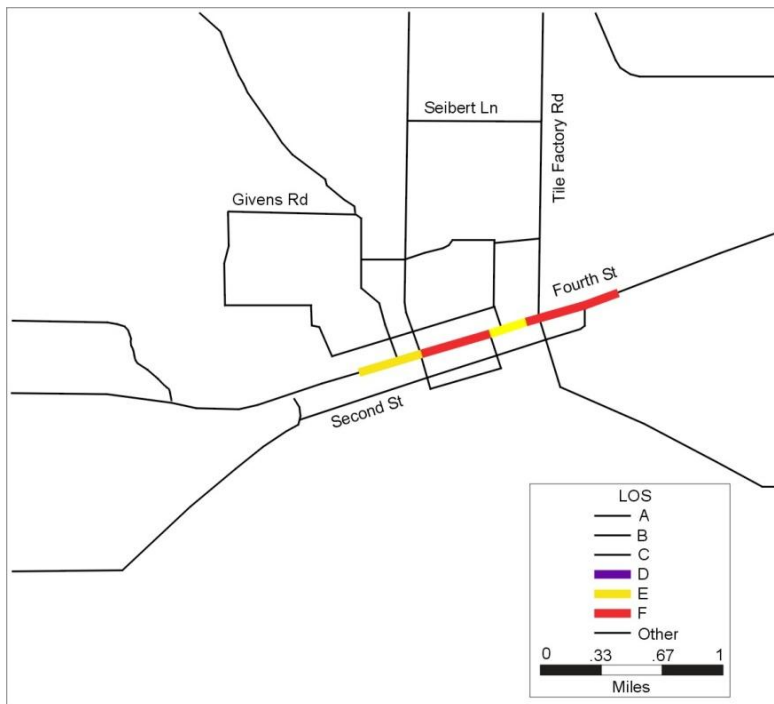 Seibert Ln
Tile Factory Rd
Givens Rd
Fourth St
Second St
LOS
A
B
C
D
E
F
Other
0 .33 .67 1
Miles